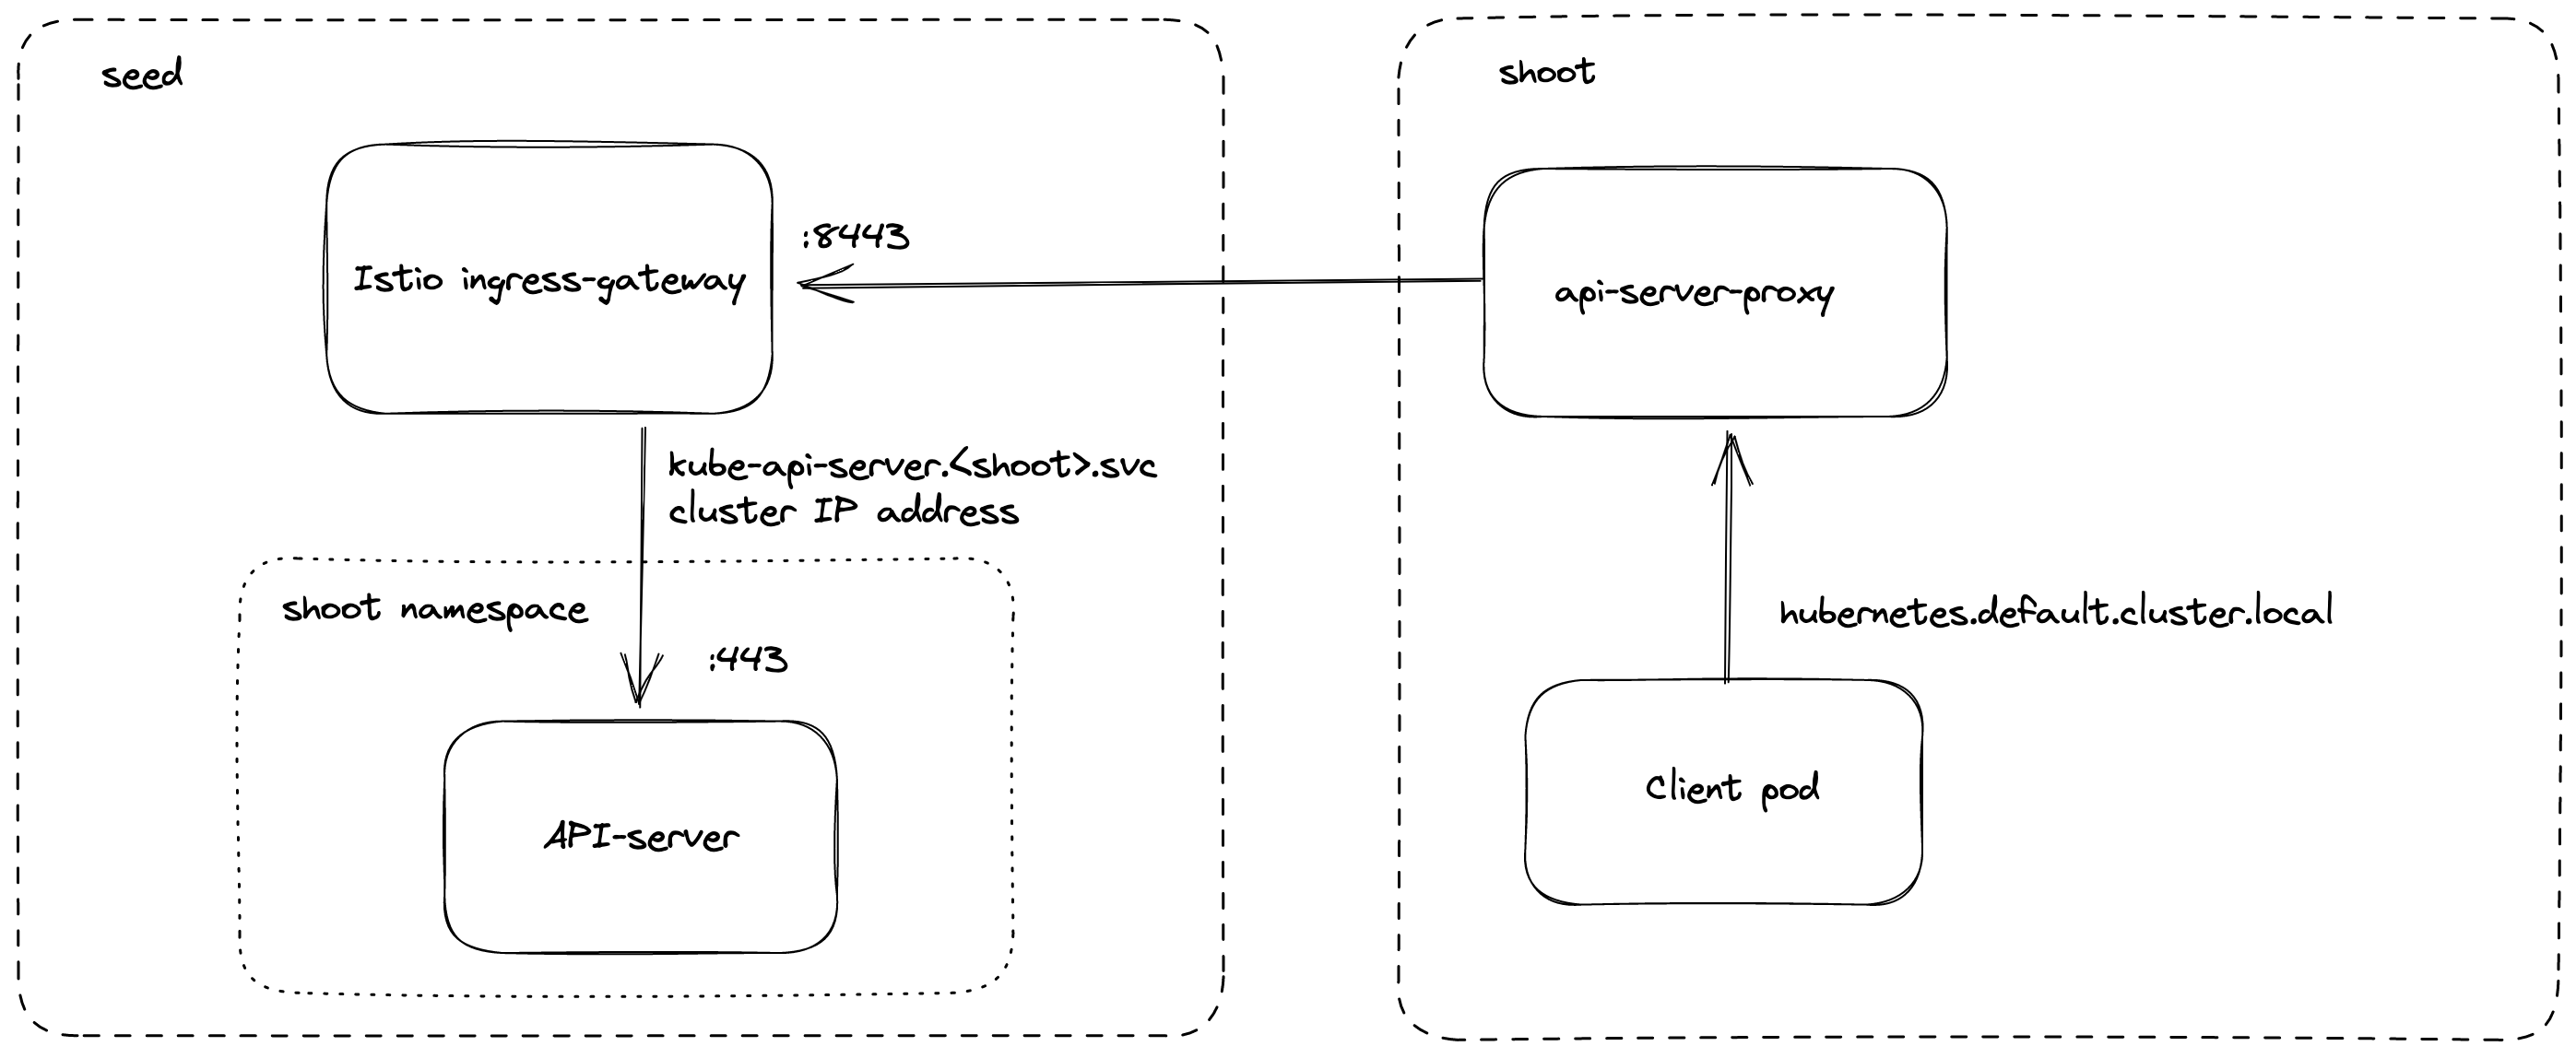 seed
Istio ingress-gateway
:8443
kube-api-server.<shoot>.svc
cluster IP address
shoot namespace
:443
API-server
shoot
api-server-proxy
hubernetes.default.cluster.local
Client pod